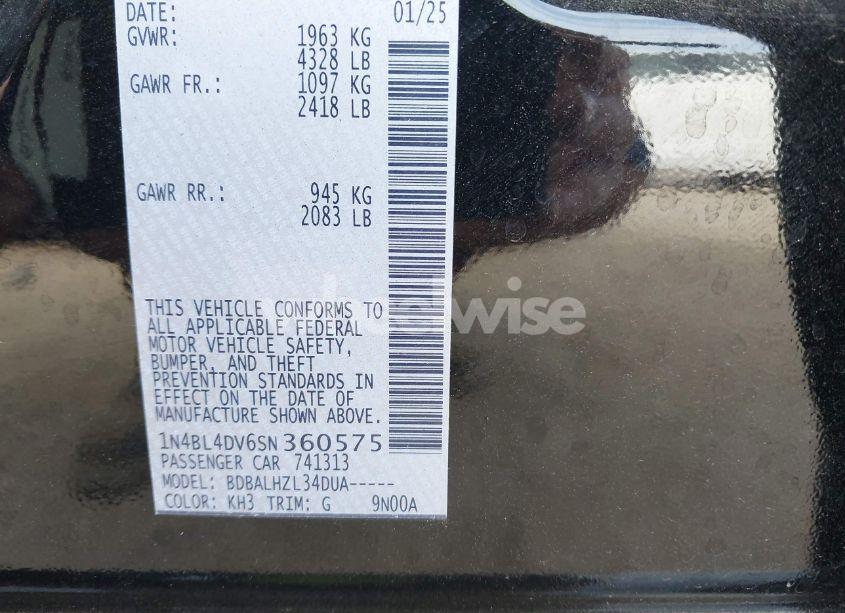 DATE: 01/25
GVWR: 1963 KG
4328 LB
GAWR FR.: 1097 KG
2418 LB
GAWR RR.: 945 KG
2083 LB
THIS VEHICLE CONFORMS TO
ALL APPLICABLE FEDERAL
MOTOR VEHICLE SAFETY,
BUMPER, AND THEFT
PREVENTION STANDARDS IN
EFFECT ON THE DATE OF
MANUFACTURE SHOWN ABOVE.
1N4BL4DV6SN360575
PASSENGER CAR 741313
MODEL: BDBALHZL34DUA-----
COLOR: KH3 TRIM: G 9N00A